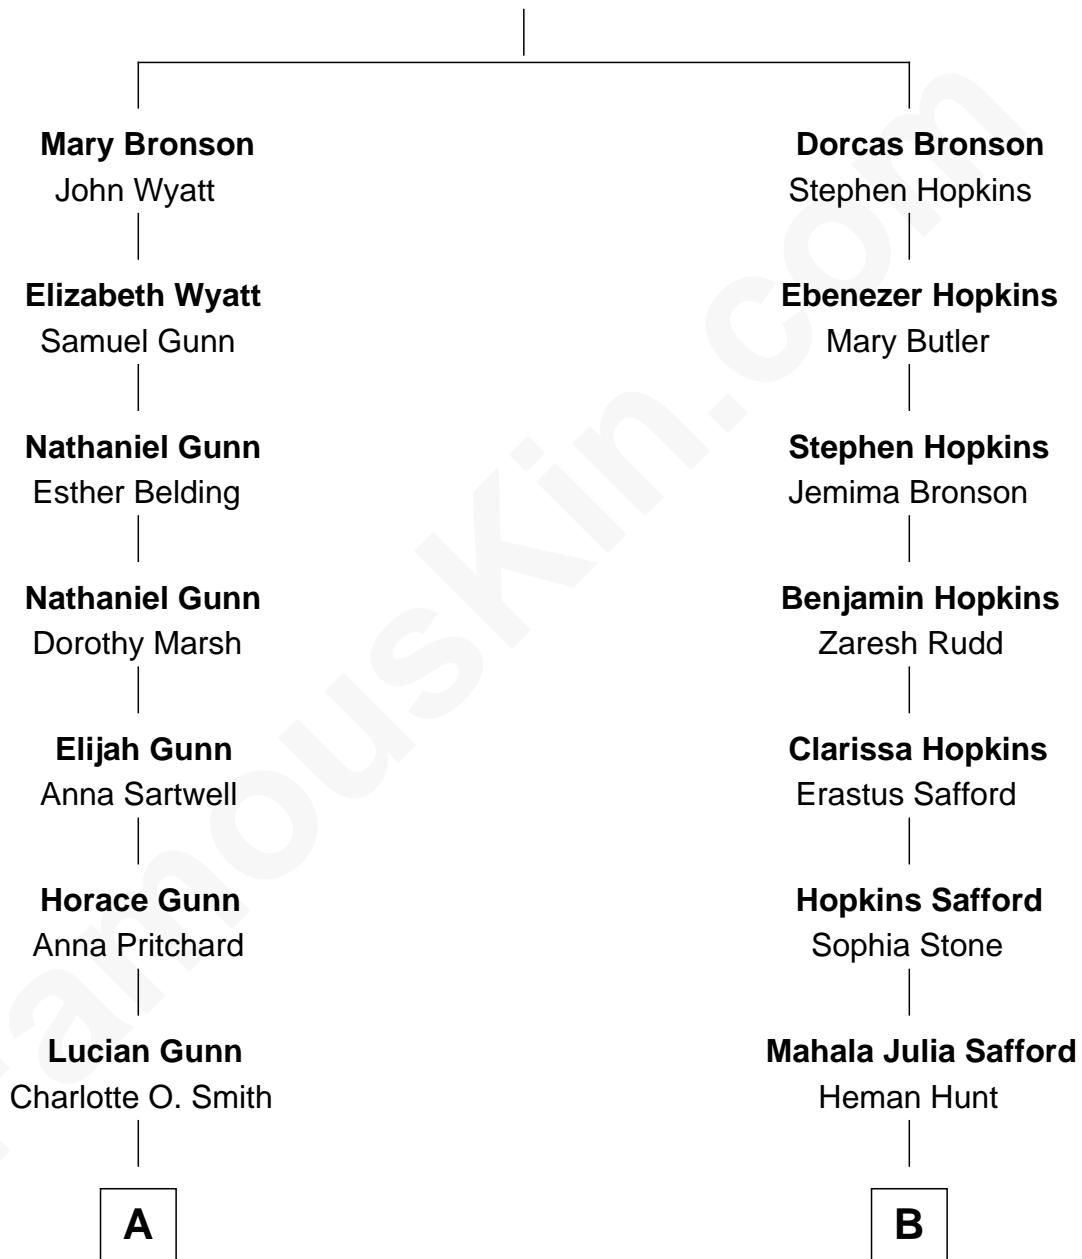 Mary Bronson
John Wyatt
Dorcas Bronson
Stephen Hopkins
Elizabeth Wyatt
Samuel Gunn
Ebenezer Hopkins
Mary Butler
Nathaniel Gunn
Esther Belding
Stephen Hopkins
Jemima Bronson
Nathaniel Gunn
Dorothy Marsh
Benjamin Hopkins
Zaresh Rudd
Elijah Gunn
Anna Sartwell
Clarissa Hopkins
Erastus Safford
Horace Gunn
Anna Pritchard
Hopkins Safford
Sophia Stone
Lucian Gunn
Charlotte O. Smith
Mahala Julia Safford
Heman Hunt
A
B
FamousKin.com